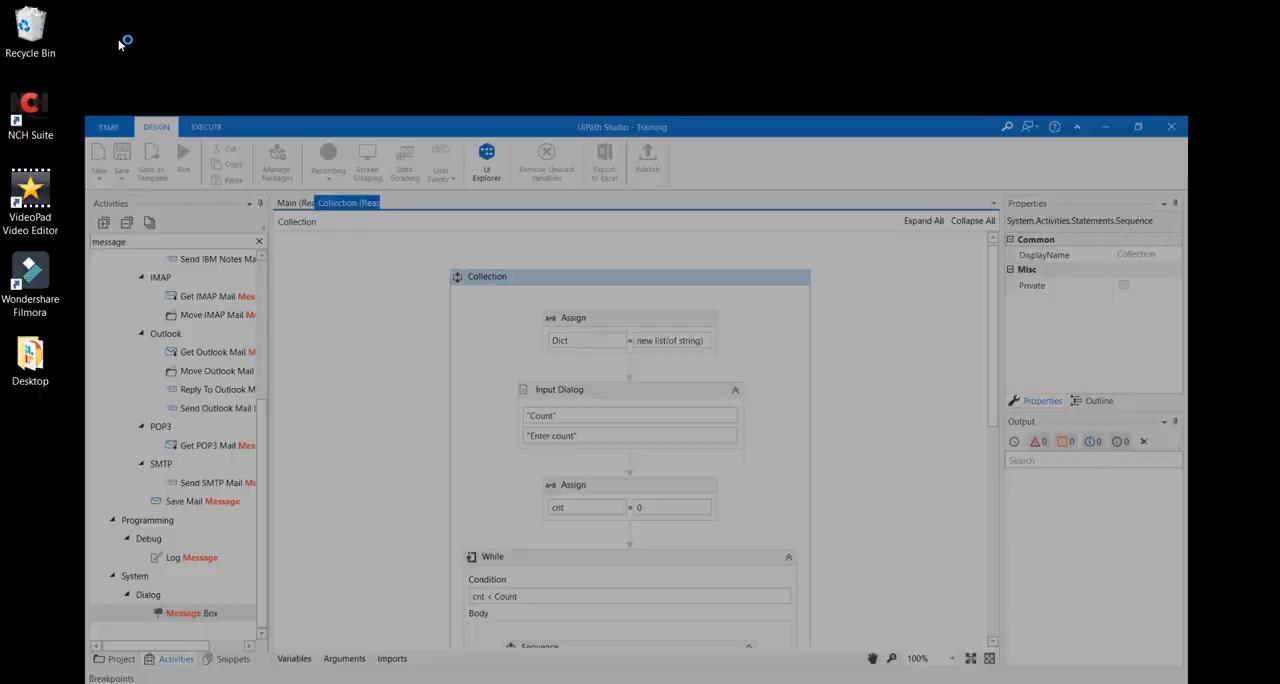 Recycle Bin
NCH Suite
VideoPad
Video Editor
Wondershare
Filmora
Desktop
START
DESIGN
EXECUTE
UiPath Studio - Training
New
Save
Save as
Template
Run
Cut
Copy
Paste
Manage
Packages
Recording
Screen
Scraping
Data
Scraping
User
Events
UI
Explorer
Remove Unused
Variables
Export
to Excel
Publish
Activities
Main (Rea
Collection (Read
Properties
Collection
Expand All
Collapse All
System.Activities.Statements.Sequence
message
Common
DisplayName
Collection
Misc
Private
Send IBM Notes Ma
IMAP
Get IMAP Mail Mes
Move IMAP Mail M
Outlook
Get Outlook Mail M
Move Outlook Mail
Reply To Outlook M
Send Outlook Mail
POP3
Get POP3 Mail Mes
SMTP
Send SMTP Mail Me
Save Mail Message
Programming
Debug
Log Message
System
Dialog
Message Box
Collection
Assign
Dict = new list(of string)
Input Dialog
"Count"
"Enter count"
Assign
cnt = 0
While
Condition
cnt < Count
Body
Sequence
Properties
Outline
Output
0 0 0 0
Search
Project
Activities
Snippets
Variables
Arguments
Imports
100%
Breakpoints